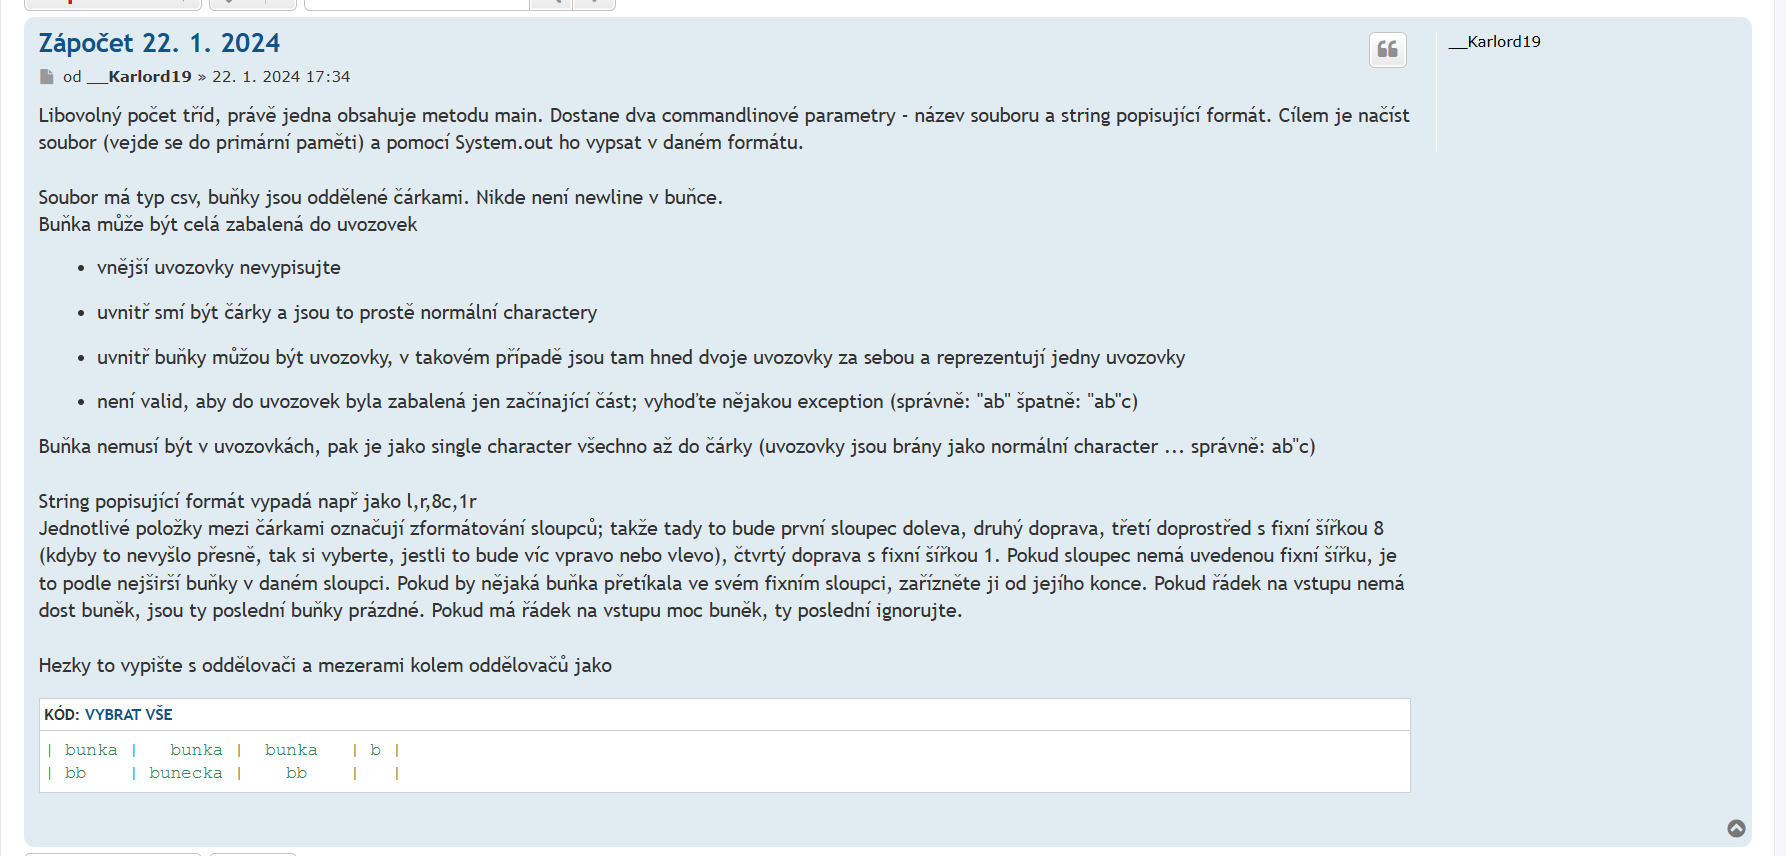 Zápočet 22. 1. 2024
od __Karlord19 » 22. 1. 2024 17:34
__Karlord19
Libovolný počet tříd, právě jedna obsahuje metodu main. Dostane dva commandlinové parametry - název souboru a string popisující formát. Cílem je načíst
soubor (vejde se do primární paměti) a pomocí System.out ho vypsat v daném formátu.
Soubor má typ csv, buňky jsou oddělené čárkami. Nikde není newline v buňce.
Buňka může být celá zabalená do uvozovek
• vnější uvozovky nevypisujte
• uvnitř smí být čárky a jsou to prostě normální charactery
• uvnitř buňky můžou být uvozovky, v takovém případě jsou tam hned dvoje uvozovky za sebou a reprezentují jedny uvozovky
• není valid, aby do uvozovek byla zabalená jen začínající část; vyhoďte nějakou exception (správně: "ab" špatně: "ab"c)
Buňka nemusí být v uvozovkách, pak je jako single character všechno až do čárky (uvozovky jsou brány jako normální character ... správně: ab"c)
String popisující formát vypadá např jako l,r,8c,1r
Jednotlivé položky mezi čárkami označují zformátování sloupců; takže tady to bude první sloupec doleva, druhý doprava, třetí doprostřed s fixní šířkou 8
(kdyby to nevyšlo přesně, tak si vyberte, jestli to bude víc vpravo nebo vlevo), čtvrtý doprava s fixní šířkou 1. Pokud sloupec nemá uvedenou fixní šířku, je
to podle nejširší buňky v daném sloupci. Pokud by nějaká buňka přetíkala ve svém fixním sloupci, zařízněte ji od jejího konce. Pokud řádek na vstupu nemá
dost buněk, jsou ty poslední buňky prázdné. Pokud má řádek na vstupu moc buněk, ty poslední ignorujte.
Hezky to vypište s oddělovači a mezerami kolem oddělovačů jako
KÓD: VYBRAT VŠE
| bunka |   bunka |  bunka   | b |
| bb    | bunecka |    bb    |   |